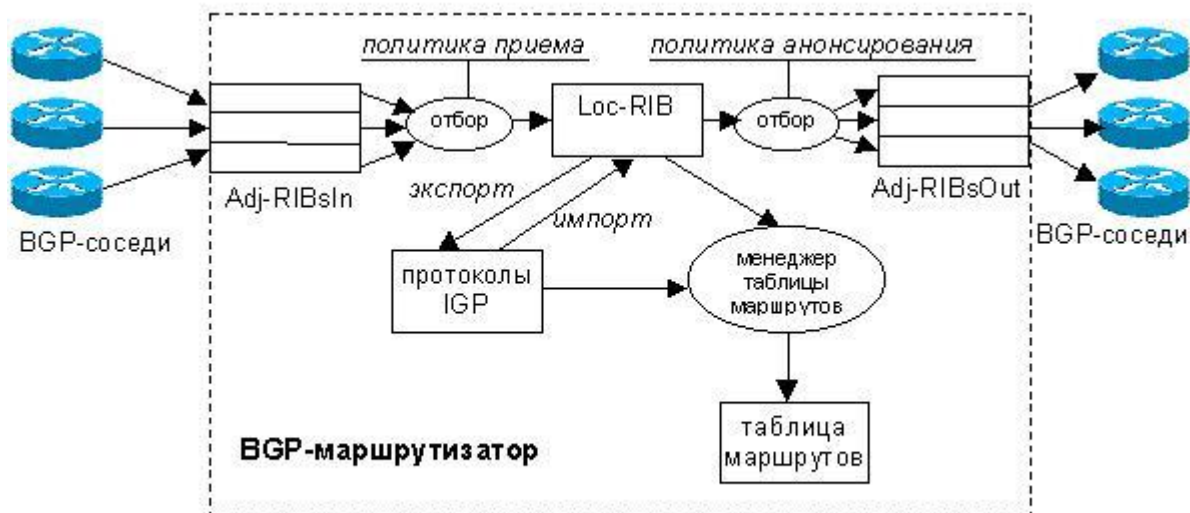 политика приема
политика анонсирования
отбор
Loc-RIB
отбор
Adj-RIBsIn
Adj-RIBsOut
BGP-соседи
BGP-соседи
экспорт
импорт
протоколы
IGP
менеджер
таблицы
маршрутов
таблица
маршрутов
BGP-маршрутизатор